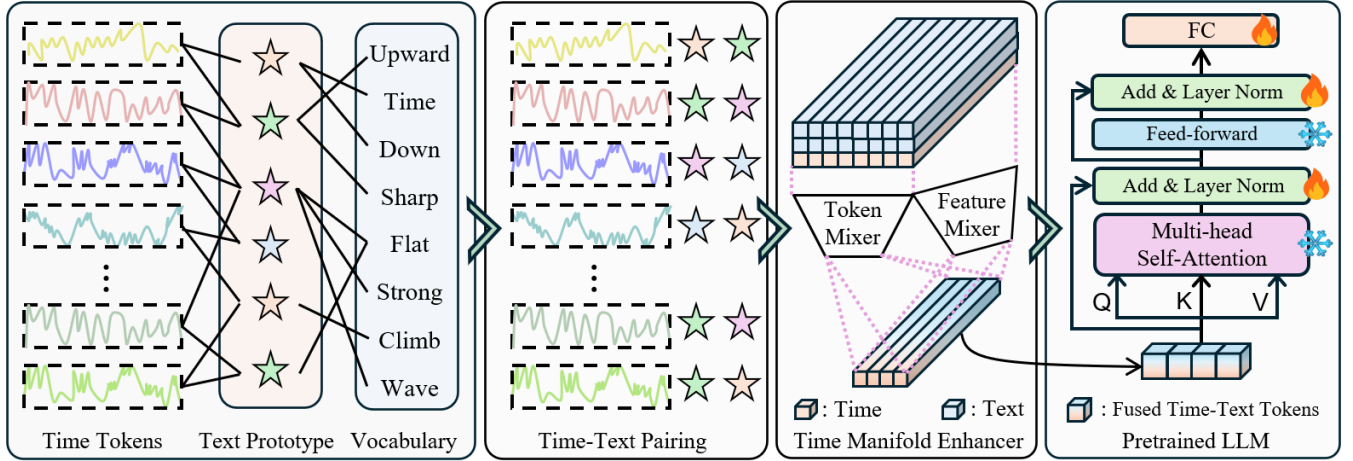 Upward
Time
Down
Sharp
Flat
Strong
Climb
Wave
Time Tokens
Text Prototype
Vocabulary
Time-Text Pairing
Token
Mixer
Feature
Mixer
: Time
: Text
Time Manifold Enhancer
FC
Add & Layer Norm
Feed-forward
Add & Layer Norm
Multi-head
Self-Attention
Q
K
V
: Fused Time-Text Tokens
Pretrained LLM